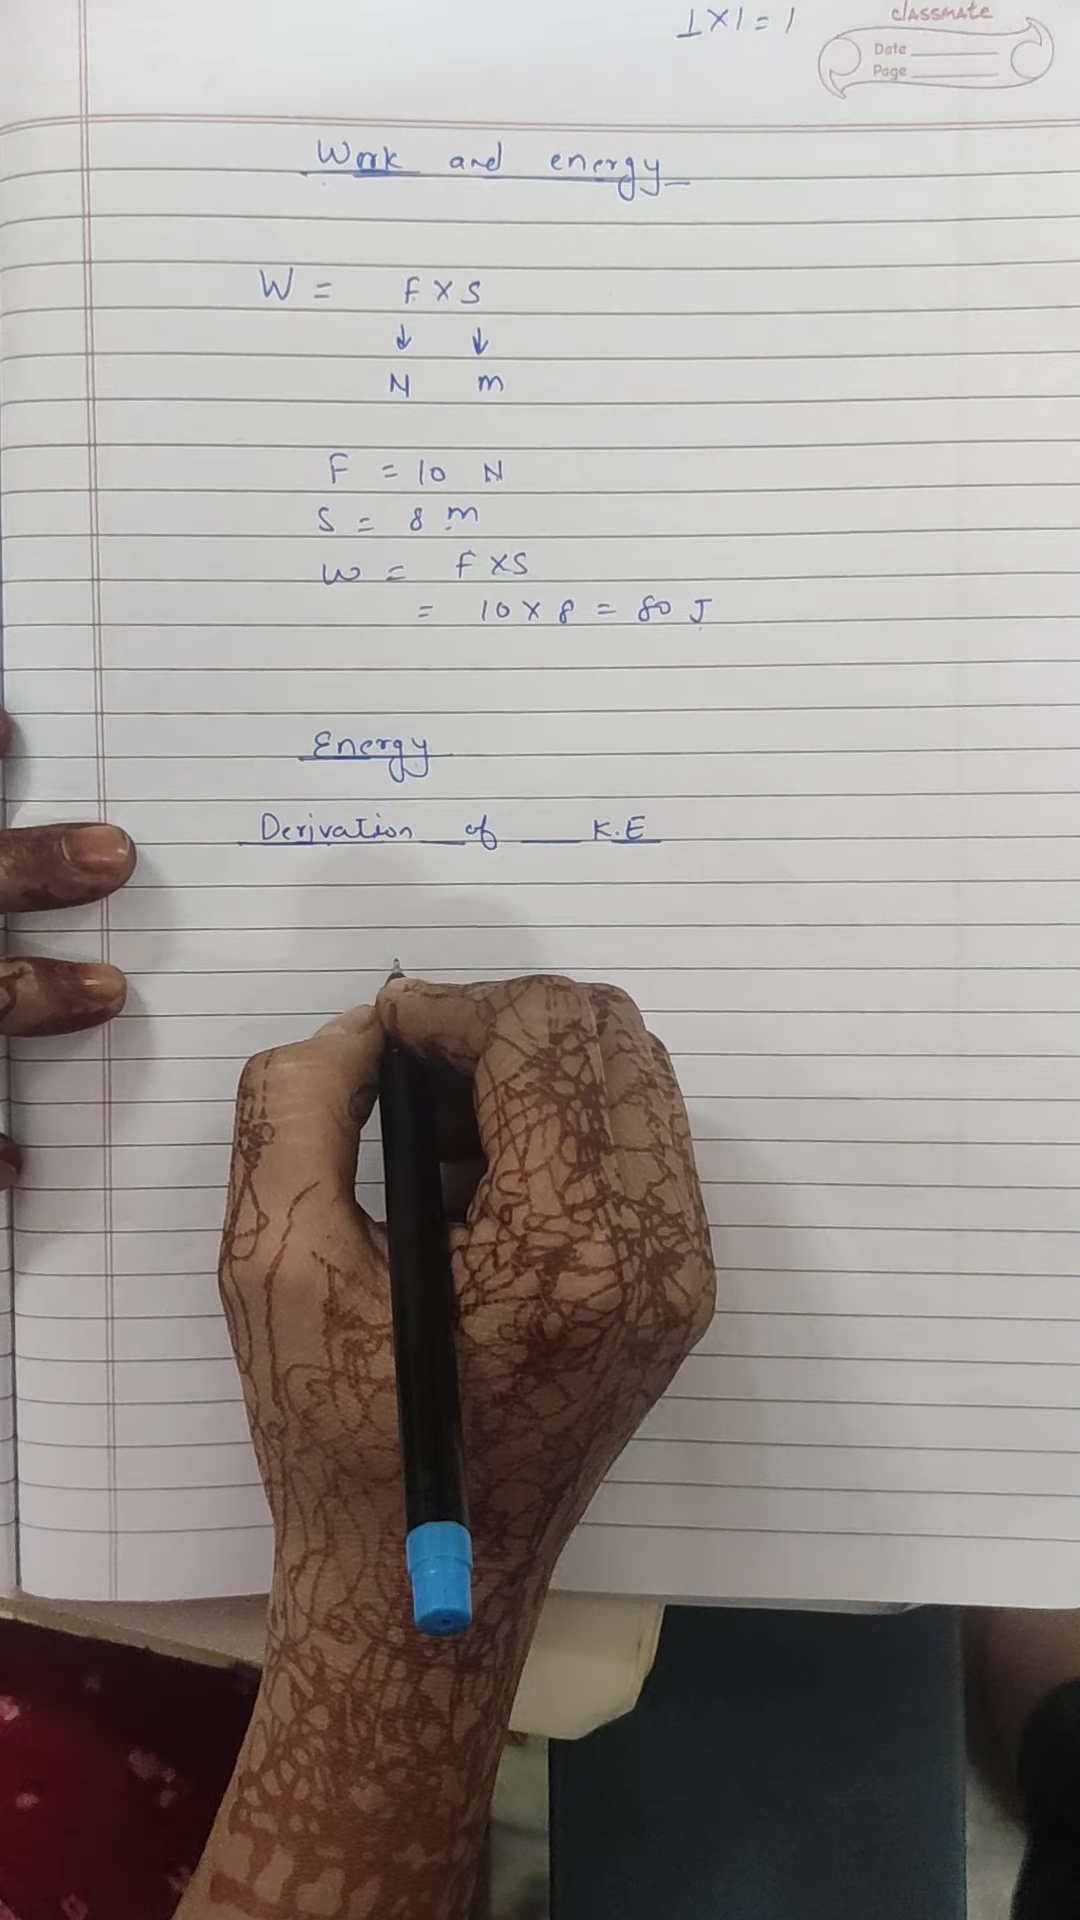 1 X 1 = 1
classmate
Date
Page
Work and energy
W = F X S
↓ ↓
N m
F = 10 N
S = 8 m
W = F X S
= 10 X 8 = 80 J
Energy
Derivation of K.E